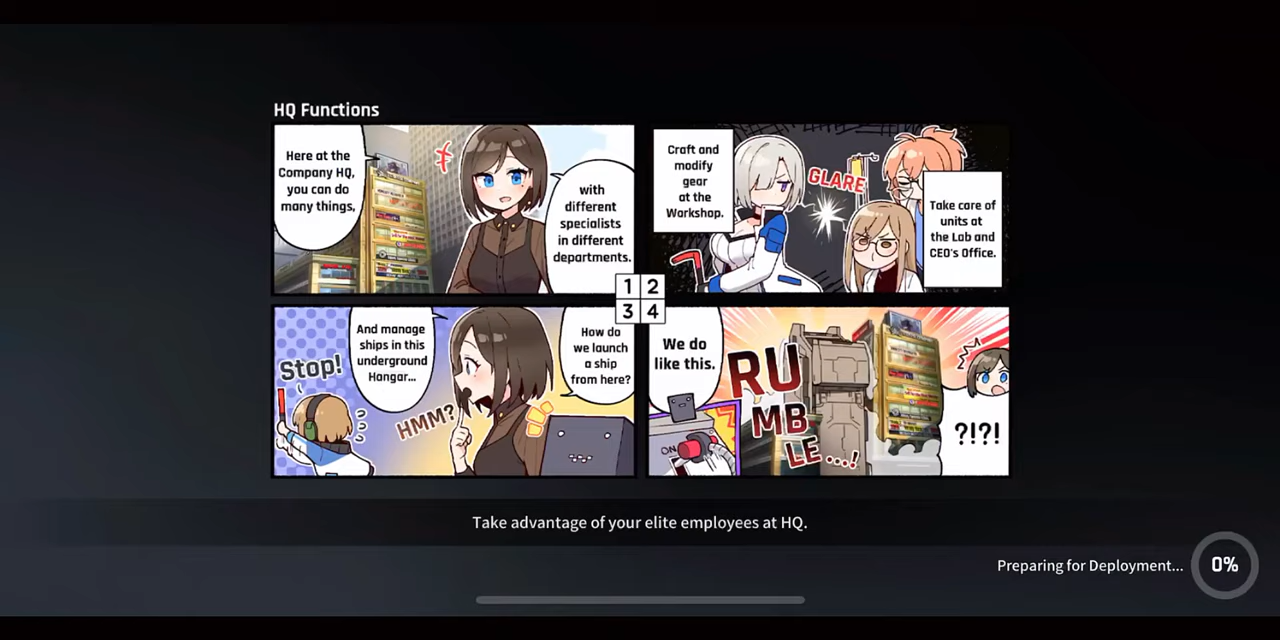 HQ Functions
Here at the
Company HQ,
you can do
many things,
with
different
specialists
in different
departments.
Craft and
modify
gear
at the
Workshop.
GLARE
Take care of
units at
the Lab and
CEO's Office.
1 2
3 4
Stop!
And manage
ships in this
underground
Hangar...
HMM?
How do
we launch
a ship
from here?
We do
like this.
ON
RU
MB
LE...!
?!?!
Take advantage of your elite employees at HQ.
Preparing for Deployment...
0%